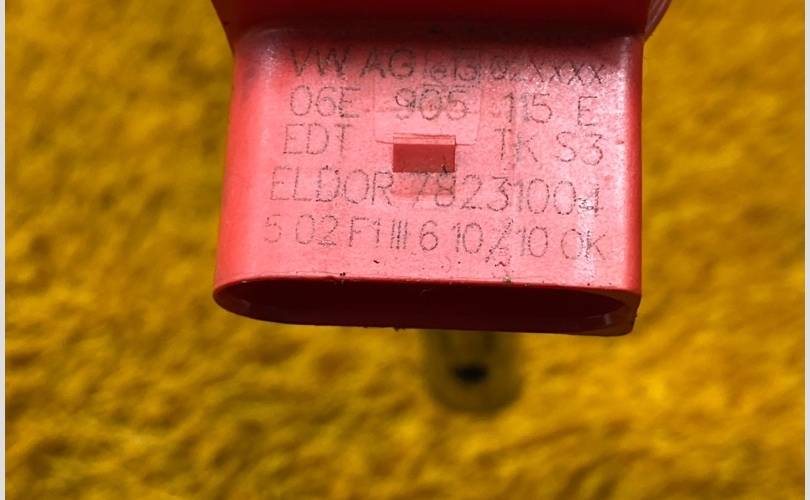 VW AG e13 02xxxx
06E 905 115 E
EDT TK S3
ELDOR 78231004
5 02 F1 III 6 10/10 OK